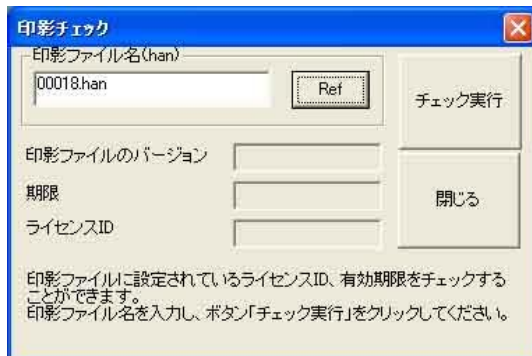 印影チェック
印影ファイル名(han)
00018.han
Ref
チェック実行
印影ファイルのバージョン
期限
閉じる
ライセンスID
印影ファイルに設定されているライセンスID、有効期限をチェックする
ことができます。
印影ファイル名を入力し、ボタン「チェック実行」をクリックしてください。